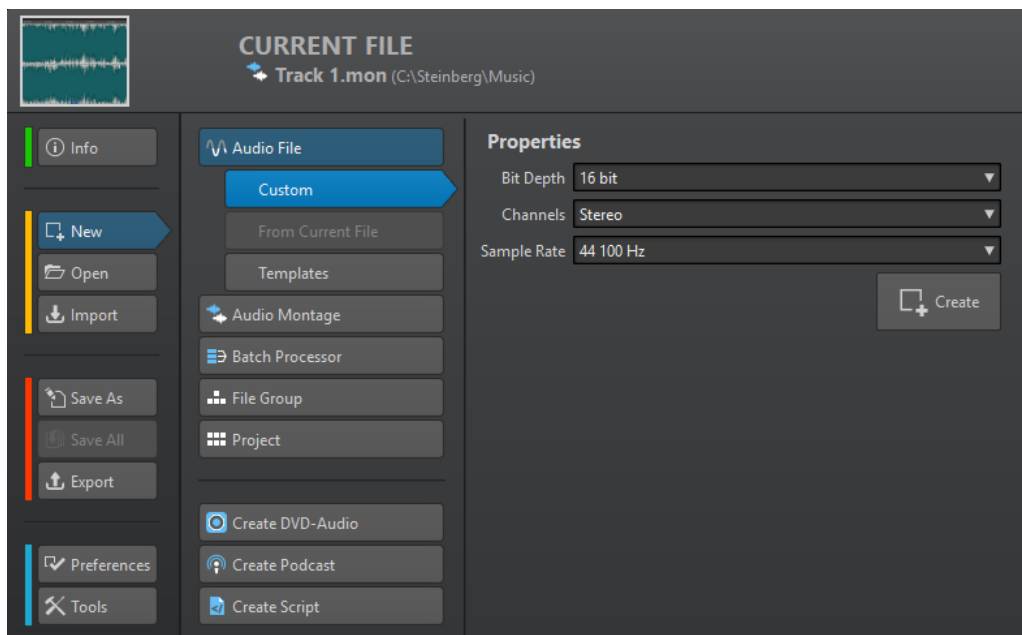 CURRENT FILE
Track 1.mon (C:\Steinberg\Music)
Info
New
Open
Import
Save As
Save All
Export
Preferences
Tools
Audio File
Custom
From Current File
Templates
Audio Montage
Batch Processor
File Group
Project
Create DVD-Audio
Create Podcast
Create Script
Properties
Bit Depth 16 bit
Channels Stereo
Sample Rate 44 100 Hz
Create